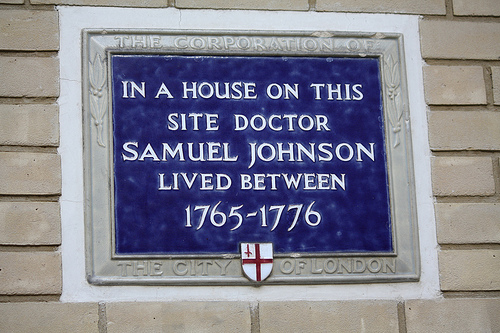 THE CORPORATION OF
IN A HOUSE ON THIS
SITE DOCTOR
SAMUEL JOHNSON
LIVED BETWEEN
1765-1776
THE CITY OF LONDON